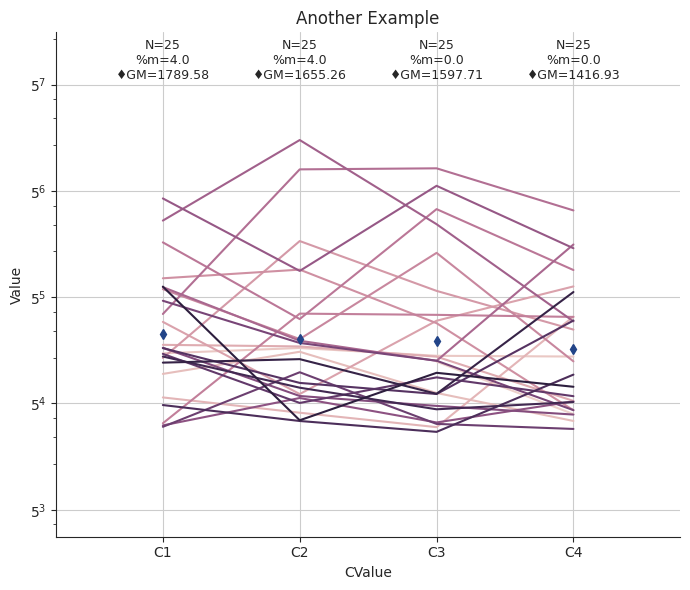 Another Example
N=25 N=25 N=25 N=25
%m=4.0 %m=4.0 %m=0.0 %m=0.0
♦GM=1789.58 ♦GM=1655.26 ♦GM=1597.71 ♦GM=1416.93
5⁷
5⁶
5⁵
5⁴
5³
Value
C1 C2 C3 C4
CValue